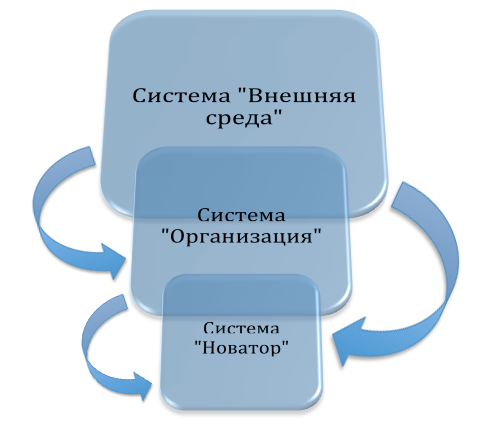 Система "Внешняя
среда"
Система
"Организация"
Система
"Новатор"